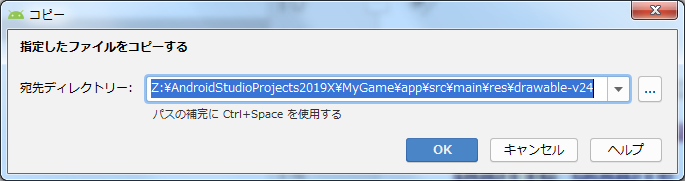 コピー
指定したファイルをコピーする
宛先ディレクトリー: Z:¥AndroidStudioProjects2019X¥MyGame¥app¥src¥main¥res¥drawable-v24 ...
パスの補完に Ctrl+Space を使用する
OK キャンセル ヘルプ